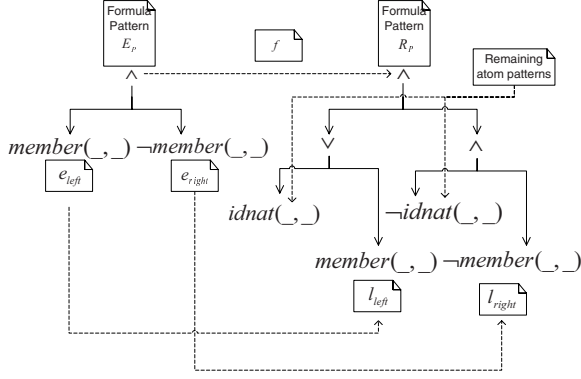 Formula
Pattern
E_P
Formula
Pattern
R_P
f
Remaining
atom patterns
∧
∧
member(_,_) ¬member(_,_)
e_left
e_right
∨
∧
idnat(_,_)
¬idnat(_,_)
member(_,_) ¬member(_,_)
l_left
l_right